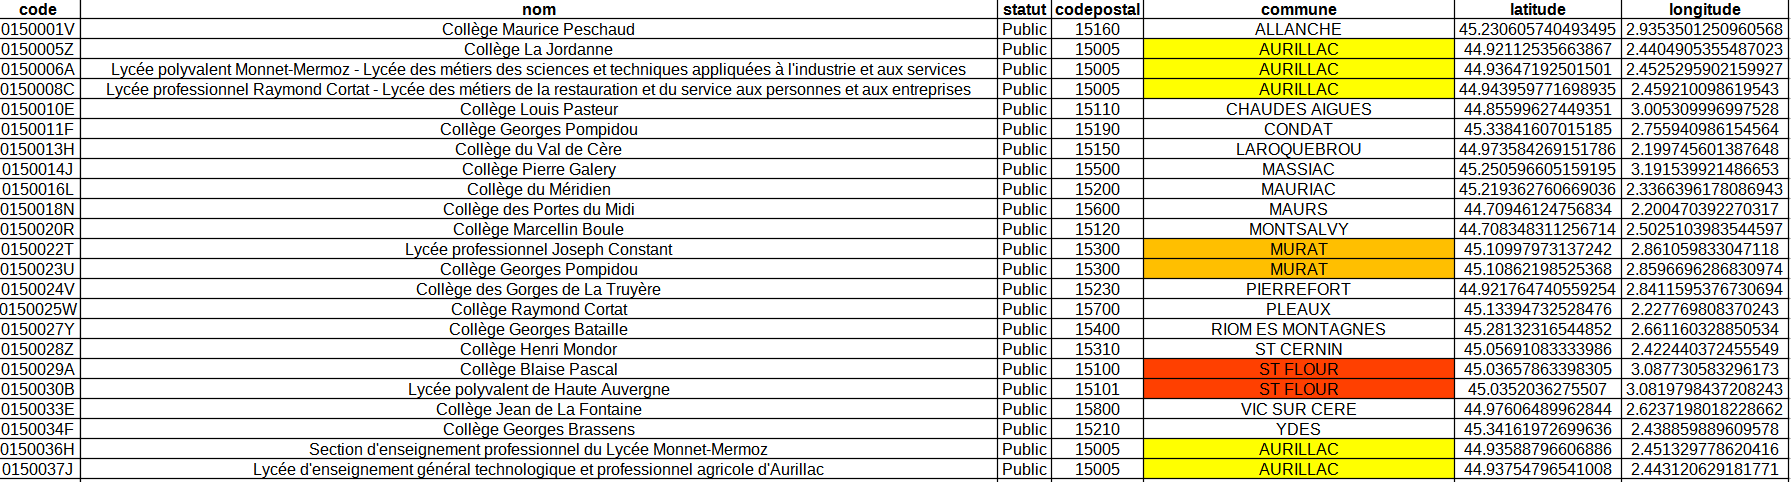 code nom statut codepostal commune latitude longitude
0150001V Collège Maurice Peschaud Public 15160 ALLANCHE 45.230605740493495 2.9353501250960568
0150005Z Collège La Jordanne Public 15005 AURILLAC 44.92112535663867 2.4404905355487023
0150006A Lycée polyvalent Monnet-Mermoz - Lycée des métiers des sciences et techniques appliquées à l'industrie et aux services Public 15005 AURILLAC 44.93647192501501 2.4525295902159927
0150008C Lycée professionnel Raymond Cortat - Lycée des métiers de la restauration et du service aux personnes et aux entreprises Public 15005 AURILLAC 44.943959771698935 2.459210098619543
0150010E Collège Louis Pasteur Public 15110 CHAUDES AIGUES 44.85599627449351 3.005309996997528
0150011F Collège Georges Pompidou Public 15190 CONDAT 45.33841607015185 2.755940986154564
0150013H Collège du Val de Cère Public 15150 LAROQUEBROU 44.973584269151786 2.199745601387648
0150014J Collège Pierre Galery Public 15500 MASSIAC 45.250596605159195 3.191539921486653
0150016L Collège du Méridien Public 15200 MAURIAC 45.219362760669036 2.3366396178086943
0150018N Collège des Portes du Midi Public 15600 MAURS 44.70946124756834 2.200470392270317
0150020R Collège Marcellin Boule Public 15120 MONTSALVY 44.708348311256714 2.5025103983544597
0150022T Lycée professionnel Joseph Constant Public 15300 MURAT 45.10997973137242 2.861059833047118
0150023U Collège Georges Pompidou Public 15300 MURAT 45.10862198525368 2.8596696286830974
0150024V Collège des Gorges de La Truyère Public 15230 PIERREFORT 44.921764740559254 2.8411595376730694
0150025W Collège Raymond Cortat Public 15700 PLEAUX 45.13394732528476 2.227769808370243
0150027Y Collège Georges Bataille Public 15400 RIOM ES MONTAGNES 45.28132316544852 2.661160328850534
0150028Z Collège Henri Mondor Public 15310 ST CERNIN 45.05691083333986 2.422440372455549
0150029A Collège Blaise Pascal Public 15100 ST FLOUR 45.03657863398305 3.087730583296173
0150030B Lycée polyvalent de Haute Auvergne Public 15101 ST FLOUR 45.0352036275507 3.0819798437208243
0150033E Collège Jean de La Fontaine Public 15800 VIC SUR CERE 44.97606489962844 2.6237198018228662
0150034F Collège Georges Brassens Public 15210 YDES 45.34161972699636 2.438859889609578
0150036H Section d'enseignement professionnel du Lycée Monnet-Mermoz Public 15005 AURILLAC 44.93588796606886 2.451329778620416
0150037J Lycée d'enseignement général technologique et professionnel agricole d'Aurillac Public 15005 AURILLAC 44.93754796541008 2.443120629181771